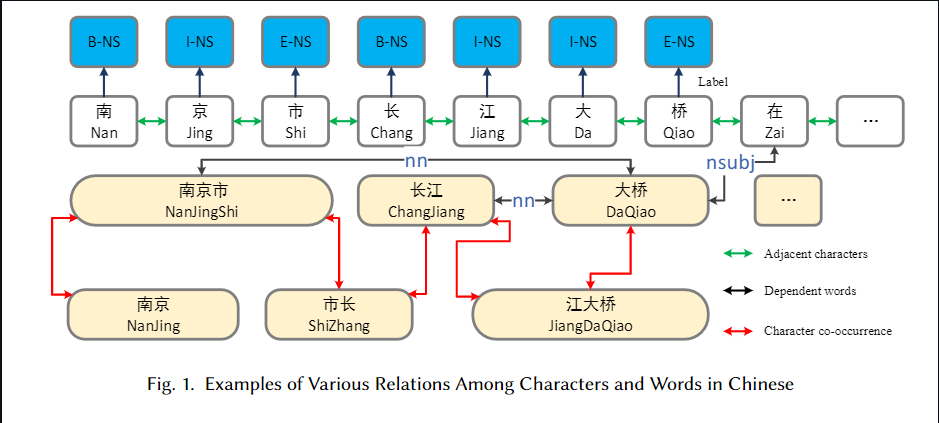 B-NS I-NS E-NS B-NS I-NS I-NS E-NS
Label
南 京 市 长 江 大 桥 在 ...
Nan Jing Shi Chang Jiang Da Qiao Zai
nn nsubj
南京市 长江 nn 大桥 ...
NanJingShi ChangJiang DaQiao
Adjacent characters
Dependent words
南京 市长 江大桥
NanJing ShiZhang JiangDaQiao
Character co-occurrence
Fig. 1. Examples of Various Relations Among Characters and Words in Chinese